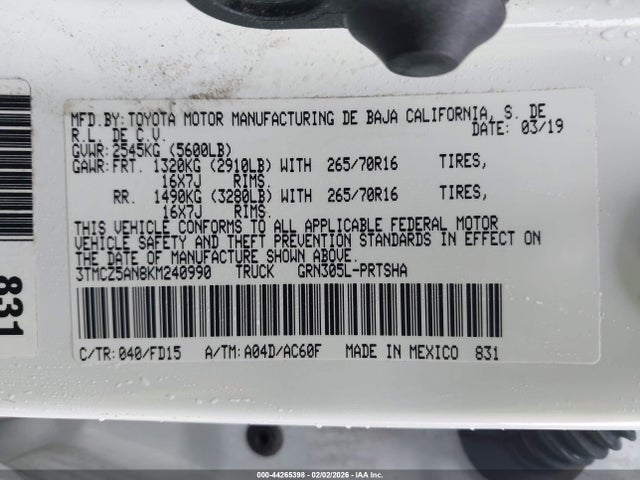 MFD.BY:TOYOTA MOTOR MANUFACTURING DE BAJA CALIFORNIA, S. DE
R.L. DE C.V. DATE: 03/19
GVWR:2545KG (5600LB)
GAWR:FRT. 1320KG (2910LB) WITH 265/70R16 TIRES,
16X7J RIMS.
RR. 1490KG (3280LB) WITH 265/70R16 TIRES,
16X7J RIMS.
THIS VEHICLE CONFORMS TO ALL APPLICABLE FEDERAL MOTOR
VEHICLE SAFETY AND THEFT PREVENTION STANDARDS IN EFFECT ON
THE DATE OF MANUFACTURE SHOWN ABOVE.
3TMCZ5AN8KM240990 TRUCK GRN305L-PRTSHA
C/TR:040/FD15 A/TM:A04D/AC60F MADE IN MEXICO 831
831
000-44265398 - 02/02/2026 - IAA Inc.